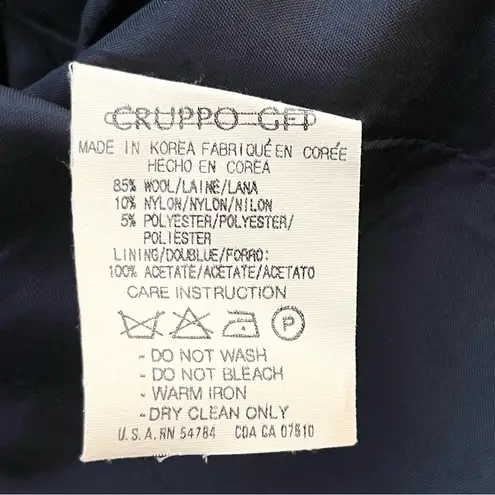 GRUPPO GFT
MADE IN KOREA FABRIQUÉ EN CORÉE
HECHO EN COREA
85% WOOL/LAINE/LANA
10% NYLON/NYLON/NILON
5% POLYESTER/POLYESTER/
POLIESTER
LINING/DOUBLUE/FORRO:
100% ACETATE/ACÉTATE/ACETATO
CARE INSTRUCTION
P
- DO NOT WASH
- DO NOT BLEACH
- WARM IRON
- DRY CLEAN ONLY
U.S.A. RN 54784 CDA CA 07810